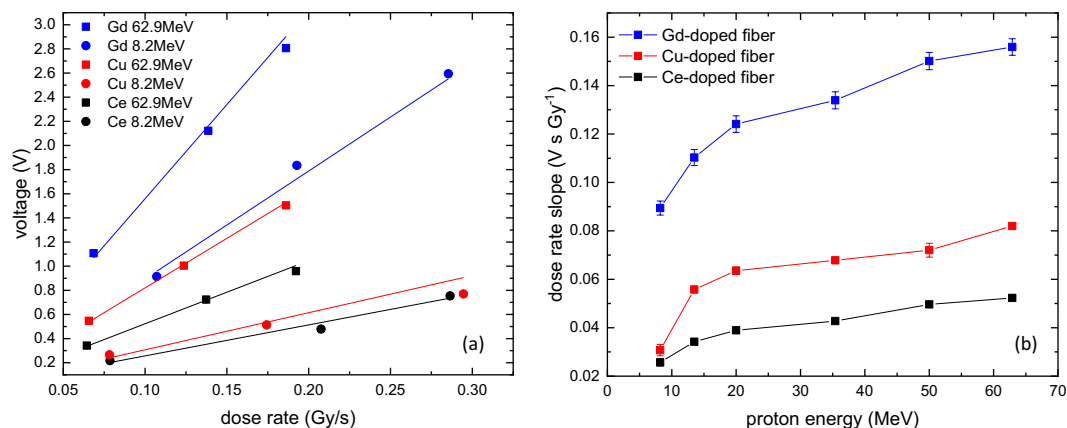 3.0
2.8
2.6
2.4
2.2
2.0
1.8
1.6
1.4
1.2
1.0
0.8
0.6
0.4
0.2
voltage (V)
Gd 62.9MeV
Gd 8.2MeV
Cu 62.9MeV
Cu 8.2MeV
Ce 62.9MeV
Ce 8.2MeV
(a)
0.05 0.10 0.15 0.20 0.25 0.30
dose rate (Gy/s)
0.16
0.14
0.12
0.10
0.08
0.06
0.04
0.02
dose rate slope (V s Gy⁻¹)
Gd-doped fiber
Cu-doped fiber
Ce-doped fiber
(b)
0 10 20 30 40 50 60 70
proton energy (MeV)